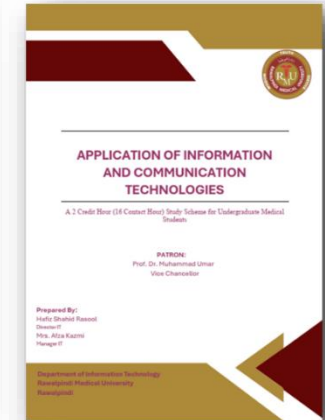 RMU
APPLICATION OF INFORMATION
AND COMMUNICATION
TECHNOLOGIES
A 2 Credit Hour (16 Contact Hour) Study Scheme for Undergraduate Medical
Students
PATRON:
Prof. Dr. Muhammad Umar
Vice Chancellor
Prepared By:
Hafiz Shahid Rasool
Director IT
Mrs. Afza Kazmi
Manager IT
Department of Information Technology
Rawalpindi Medical University
Rawalpindi